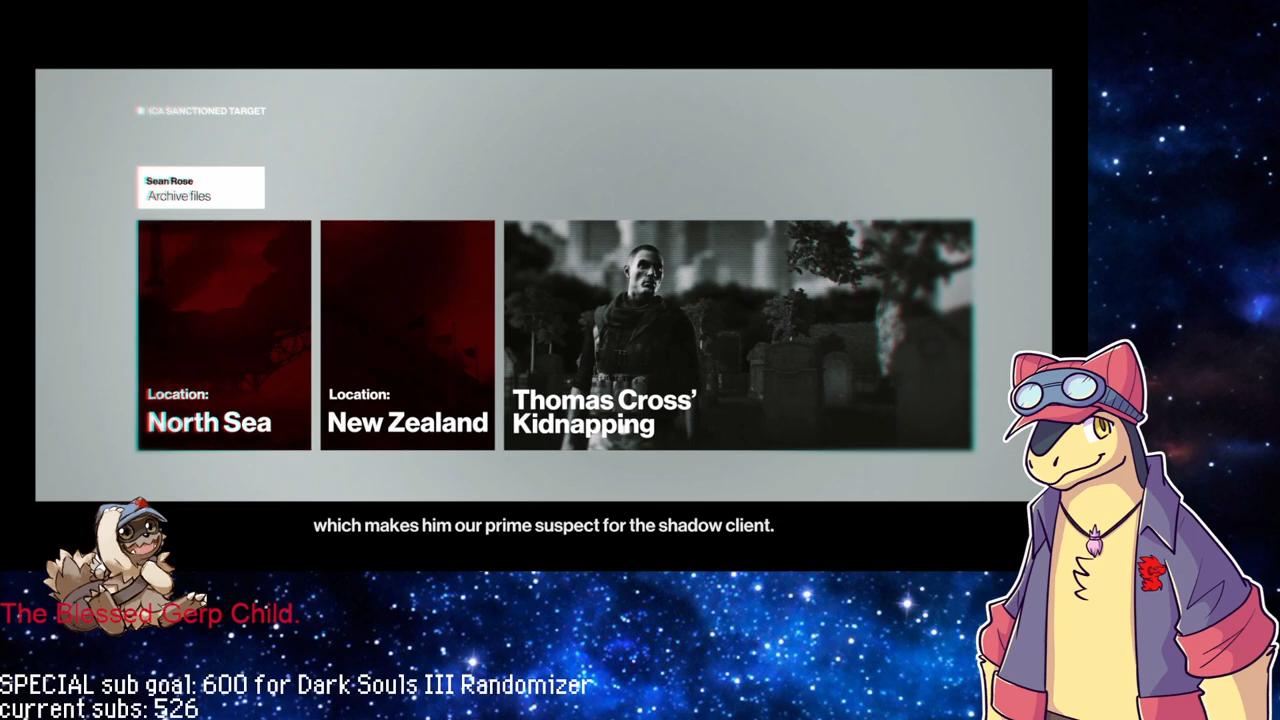 ICA SANCTIONED TARGET
Sean Rose
Archive files
Location:
North Sea
Location:
New Zealand
Thomas Cross'
Kidnapping
which makes him our prime suspect for the shadow client.
The Blessed Gerp Child.
SPECIAL sub goal: 600 for Dark Souls III Randomizer
current subs: 526